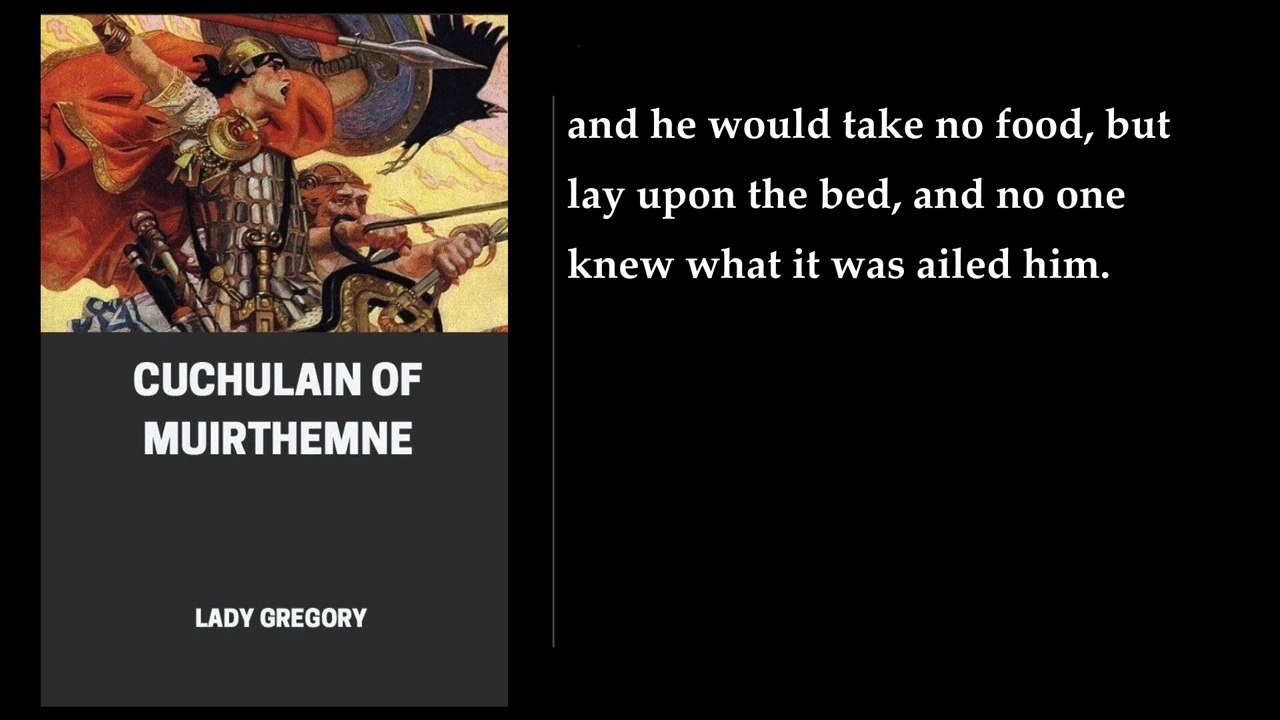 CUCHULAIN OF
MUIRTHEMNE
LADY GREGORY
and he would take no food, but
lay upon the bed, and no one
knew what it was ailed him.